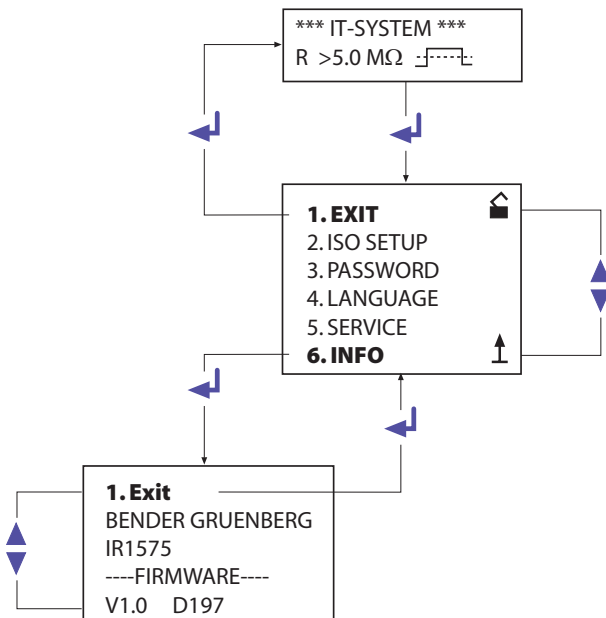 *** IT-SYSTEM ***
R >5.0 MΩ
1. EXIT
2. ISO SETUP
3. PASSWORD
4. LANGUAGE
5. SERVICE
6. INFO
1. Exit
BENDER GRUENBERG
IR1575
----FIRMWARE----
V1.0 D197